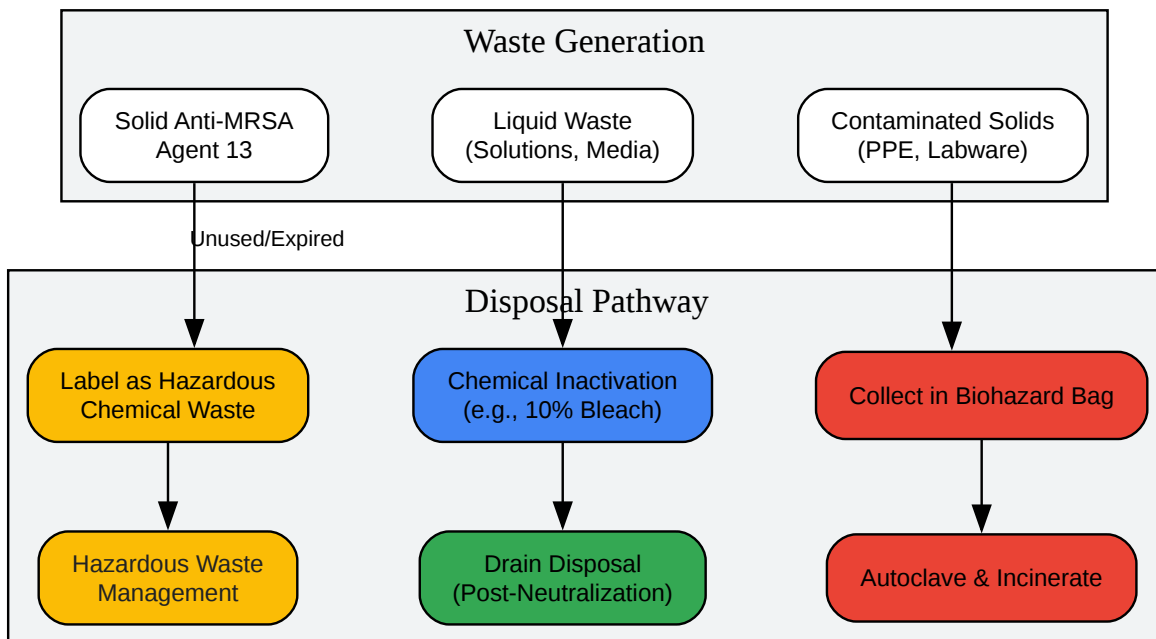 Waste Generation
Solid Anti-MRSA
Agent 13
Liquid Waste
(Solutions, Media)
Contaminated Solids
(PPE, Labware)
Unused/Expired
Disposal Pathway
Label as Hazardous
Chemical Waste
Chemical Inactivation
(e.g., 10% Bleach)
Collect in Biohazard Bag
Hazardous Waste
Management
Drain Disposal
(Post-Neutralization)
Autoclave & Incinerate